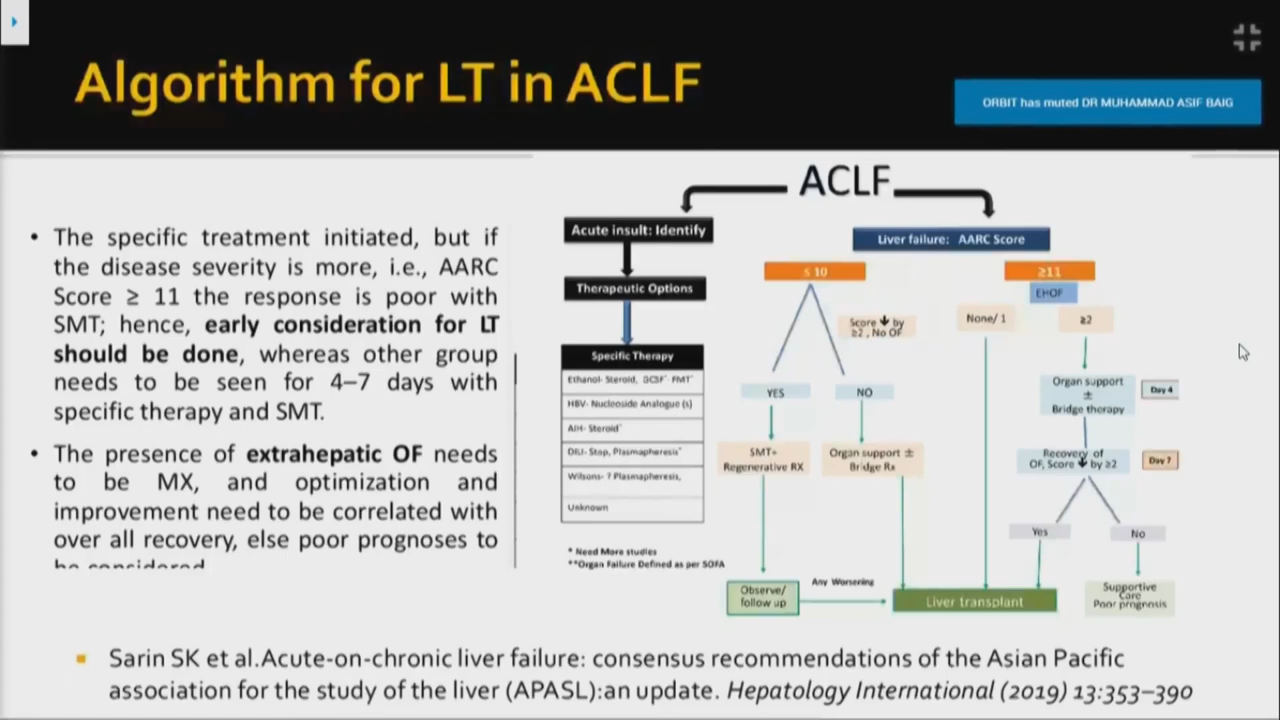 Algorithm for LT in ACLF
ORBIT has muted DR MUHAMMAD ASIF BAIG
• The specific treatment initiated, but if
the disease severity is more, i.e., AARC
Score ≥ 11 the response is poor with
SMT; hence, early consideration for LT
should be done, whereas other group
needs to be seen for 4–7 days with
specific therapy and SMT.
• The presence of extrahepatic OF needs
to be MX, and optimization and
improvement need to be correlated with
over all recovery, else poor prognoses to
be considered
ACLF
Acute insult: Identify
Therapeutic Options
Specific Therapy
Ethanol- Steroid, GCSF* FMT*
HBV- Nucleoside Analogue (s)
AIH- Steroid*
DILI- Stop, Plasmapheresis*
Wilsons- ? Plasmapheresis,
Unknown
* Need More studies
**Organ Failure Defined as per SOFA
Liver failure: AARC Score
≤ 10
≥11
EHOF
Score ↓ by
≥2 , No OF
None/ 1
≥2
YES
NO
Organ support
±
Bridge therapy
Day 4
SMT+
Regenerative RX
Organ support ±
Bridge Rx
Recovery of
OF, Score ↓ by ≥2
Day 7
Yes
No
Observe/
follow up
Any Worsening
Liver transplant
Supportive
Care
Poor prognosis
Sarin SK et al.Acute-on-chronic liver failure: consensus recommendations of the Asian Pacific
association for the study of the liver (APASL):an update. Hepatology International (2019) 13:353–390